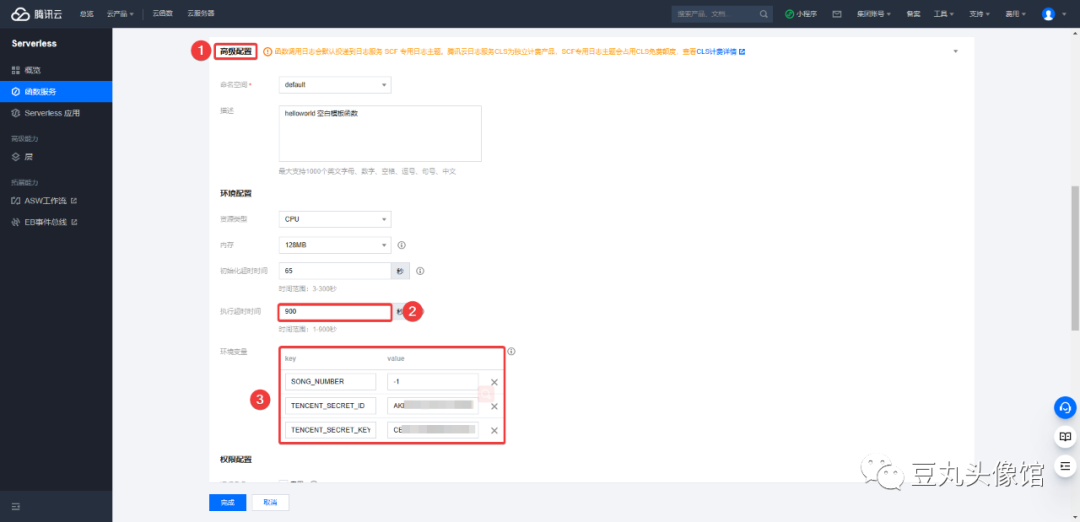 腾讯云 总览 云产品 云函数 云服务器 搜索产品、文档 小程序 集团账号 备案 工具 支持 费用
Serverless
概览
函数服务
Serverless 应用
高级能力
层
拓展能力
ASW工作流
EB事件总线
1 高级配置 函数调用日志会默认投递到日志服务 SCF 专用日志主题。腾讯云日志服务CLS为独立计费产品，SCF专用日志主题会占用CLS免费额度，查看CLS计费详情
命名空间* default
描述 helloworld 空白模板函数
最大支持1000个英文字母、数字、空格、逗号、句号、中文
环境配置
资源类型 CPU
内存 128MB
初始化超时时间 65 秒
时间范围：3-300秒
执行超时时间 900 秒 2
时间范围：1-900秒
环境变量
key value
SONG_NUMBER -1
3
TENCENT_SECRET_ID AKI
TENCENT_SECRET_KEY CE
权限配置
完成 取消
豆丸头像馆